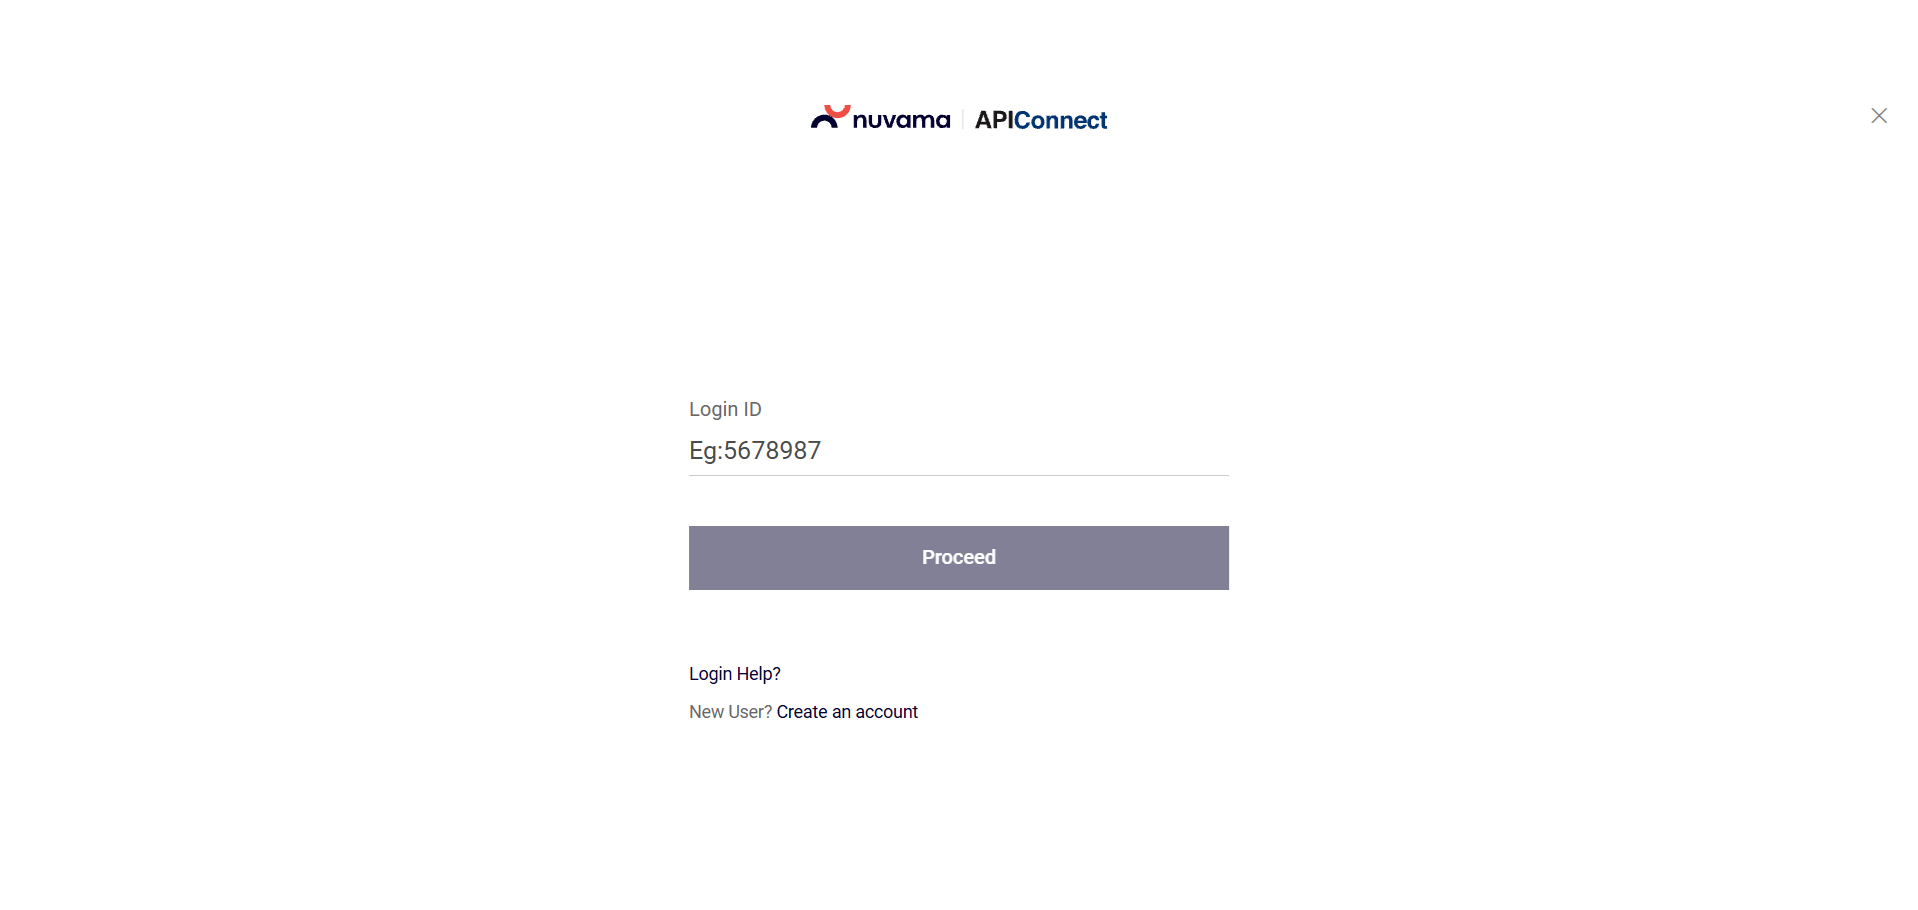 nuvama | APIConnect
Login ID
Eg:5678987
Proceed
Login Help?
New User? Create an account